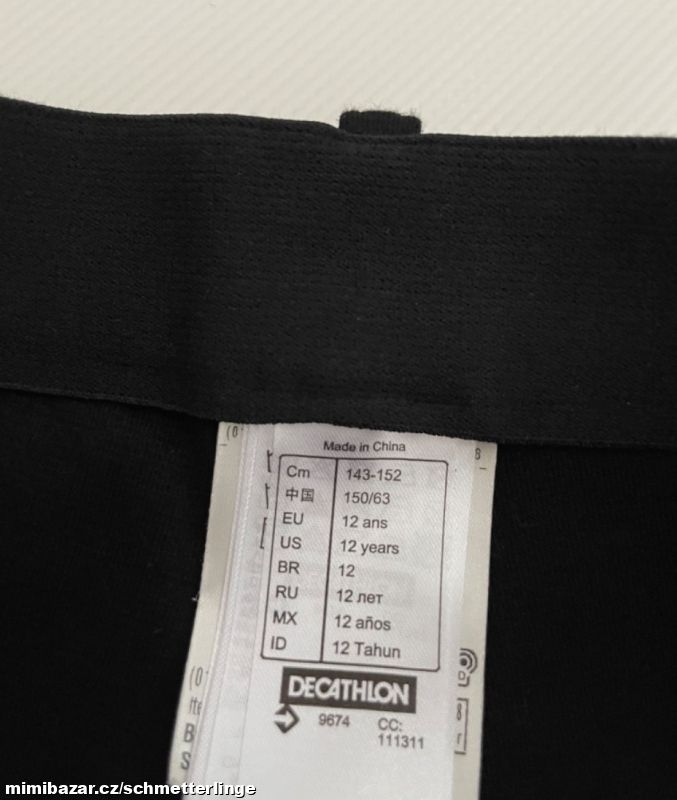 Made in China
Cm 143-152
中国 150/63
EU 12 ans
US 12 years
BR 12
RU 12 лет
MX 12 años
ID 12 Tahun
DECATHLON
9674 CC:
111311
mimibazar.cz/schmetterlinge